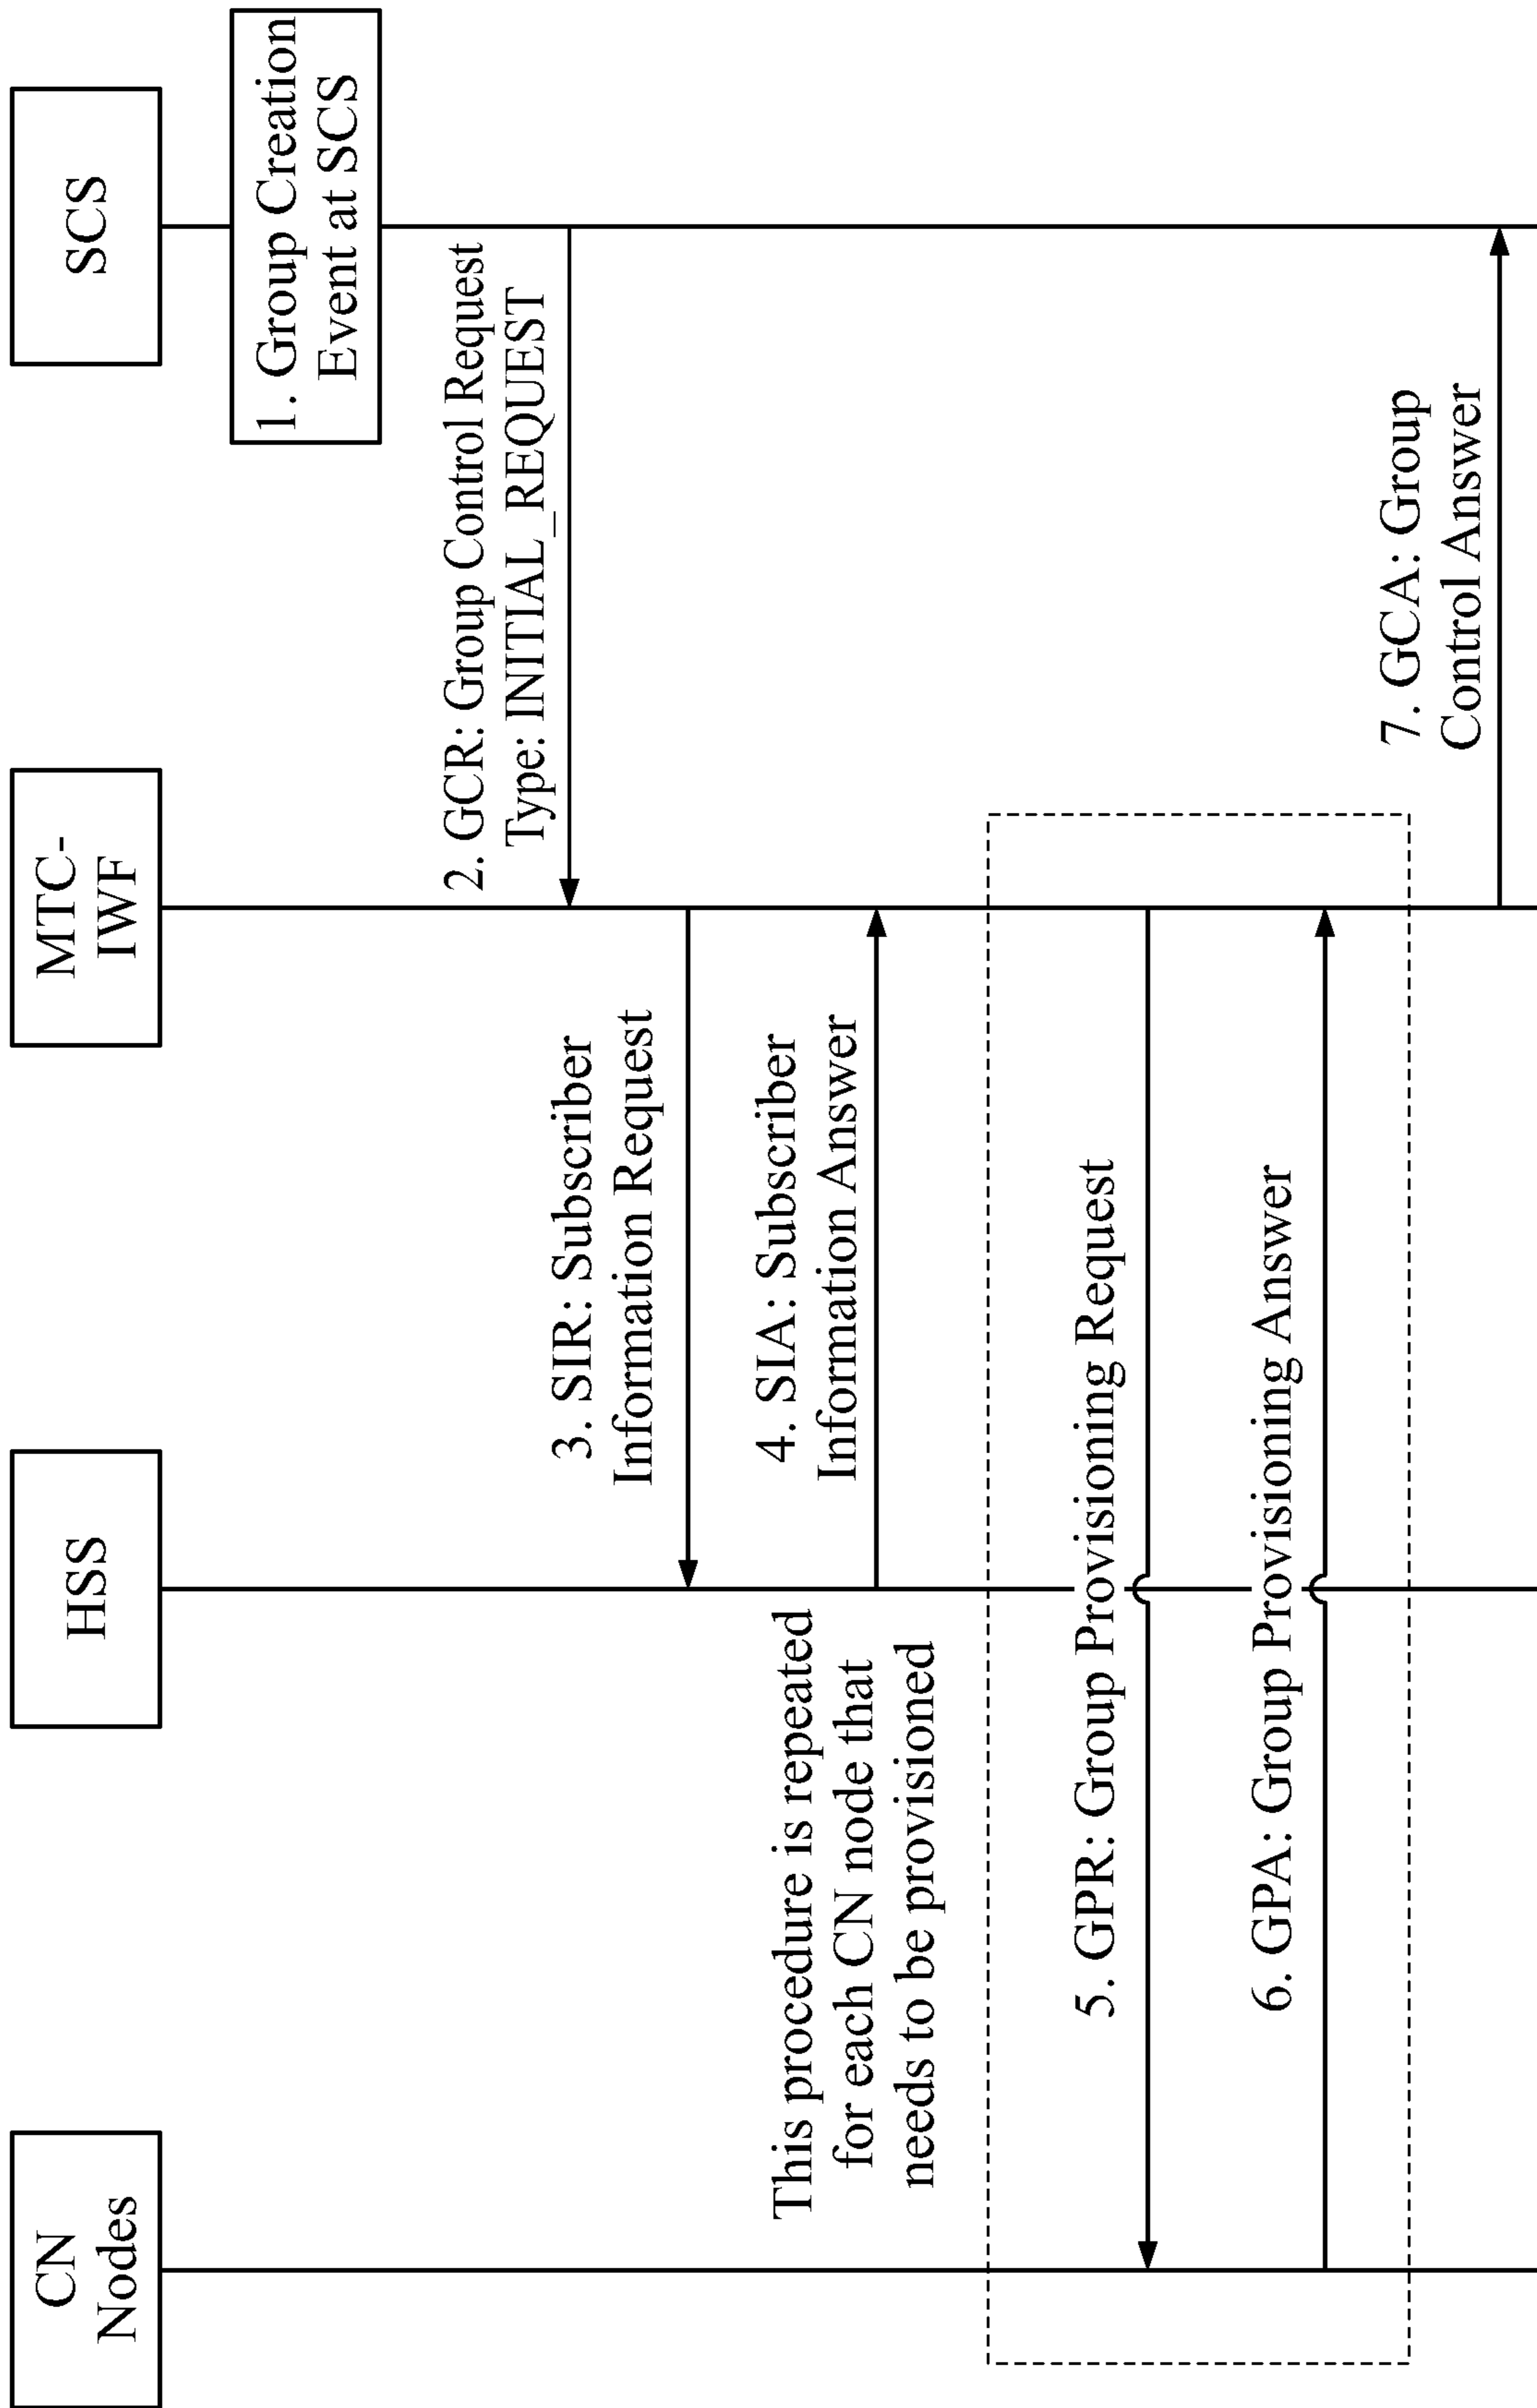 CN
Nodes
HSS
MTC-
IWF
SCS
1. Group Creation
Event at SCS
2. GCR: Group Control Request
Type: INITIAL_REQUEST
3. SIR: Subscriber
Information Request
4. SIA: Subscriber
Information Answer
This procedure is repeated
for each CN node that
needs to be provisioned
5. GPR: Group Provisioning Request
6. GPA: Group Provisioning Answer
7. GCA: Group
Control Answer